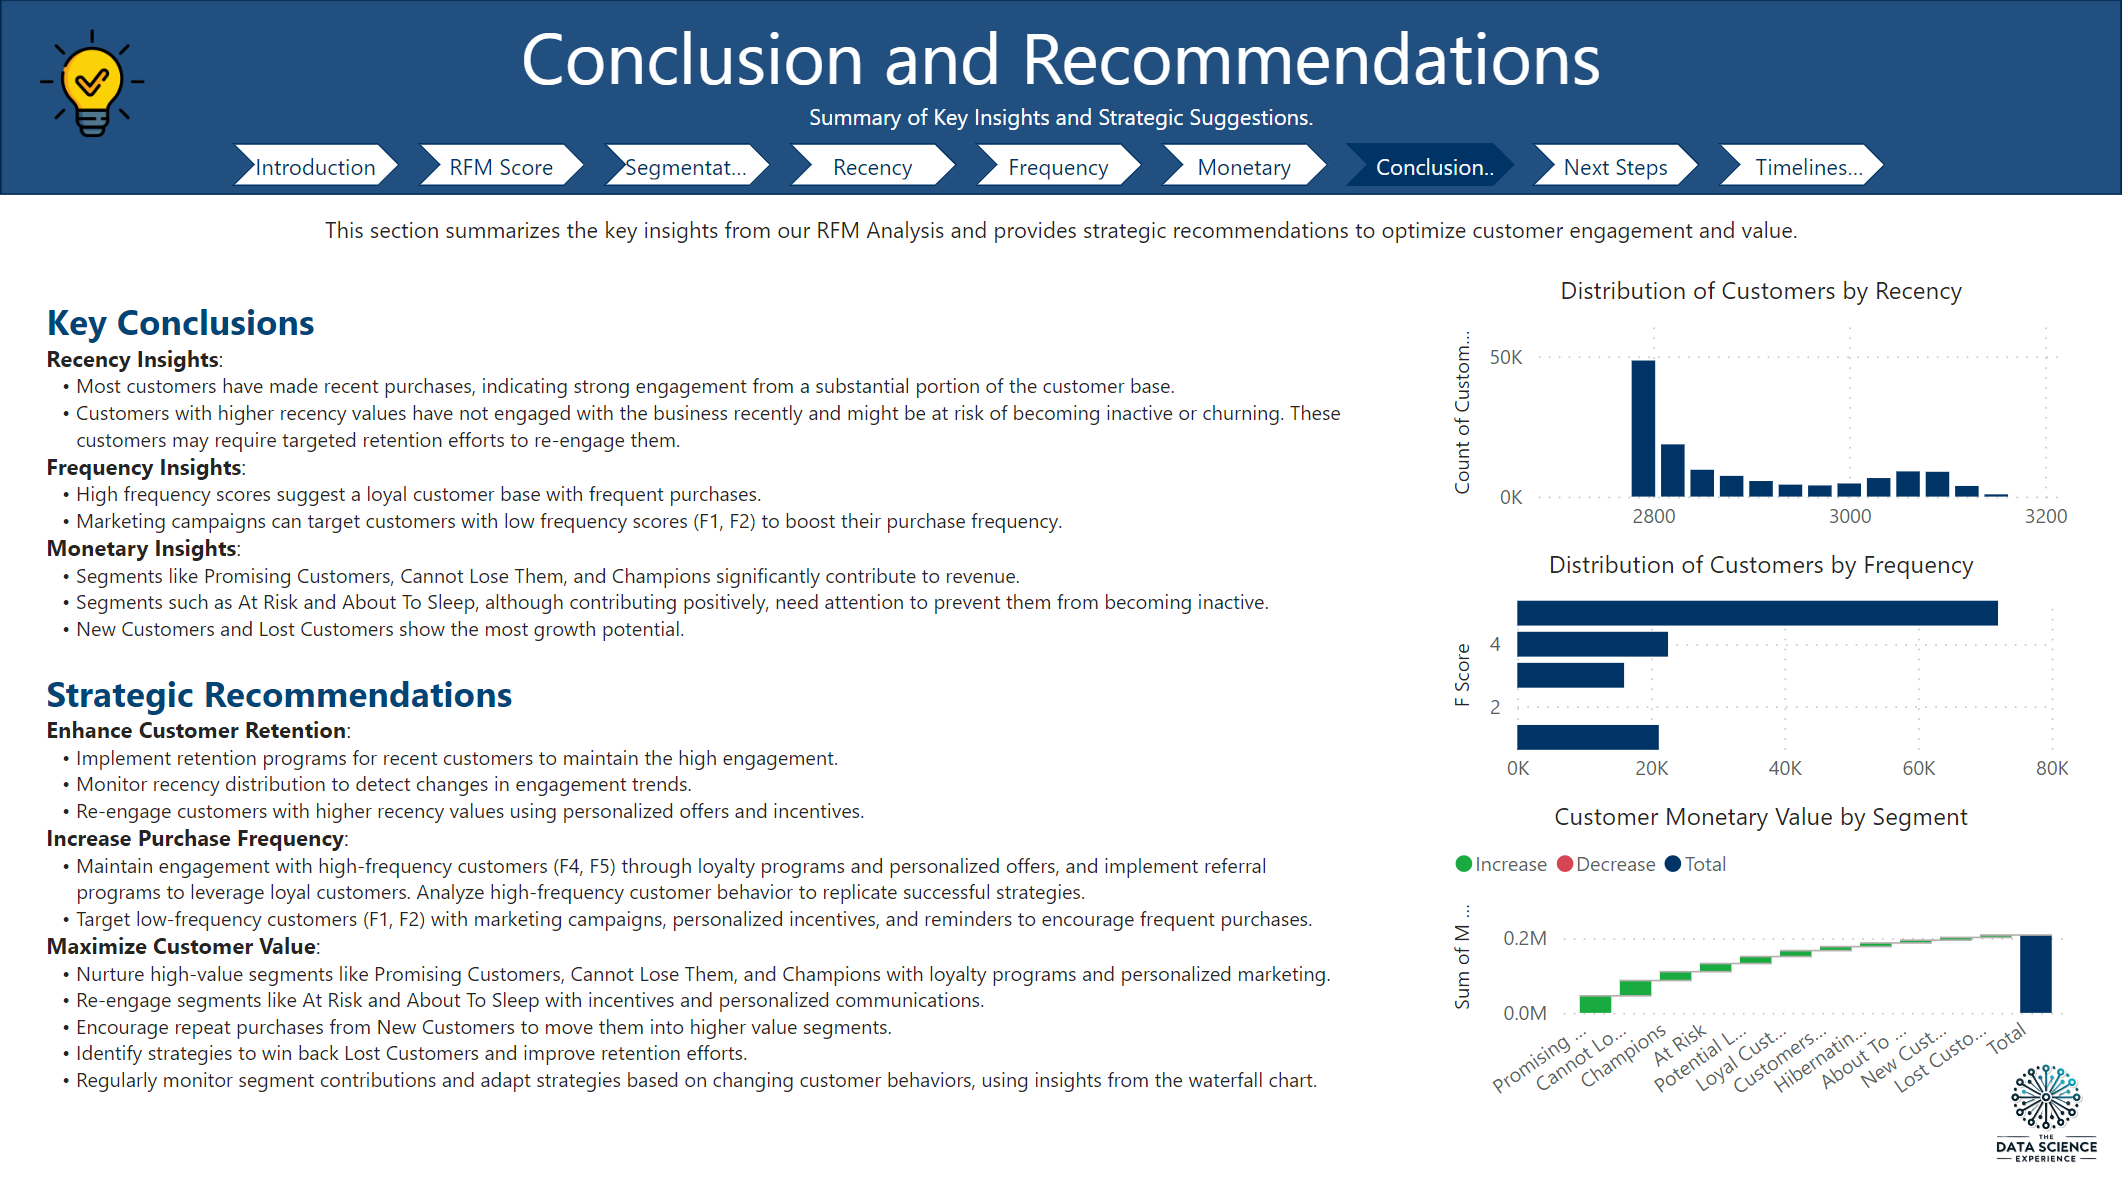 Conclusion and Recommendations
Summary of Key Insights and Strategic Suggestions.
Introduction
RFM Score
Segmentat...
Recency
Frequency
Monetary
Conclusion..
Next Steps
Timelines...
This section summarizes the key insights from our RFM Analysis and provides strategic recommendations to optimize customer engagement and value.
Key Conclusions
Recency Insights:
• Most customers have made recent purchases, indicating strong engagement from a substantial portion of the customer base.
• Customers with higher recency values have not engaged with the business recently and might be at risk of becoming inactive or churning. These
customers may require targeted retention efforts to re-engage them.
Frequency Insights:
• High frequency scores suggest a loyal customer base with frequent purchases.
• Marketing campaigns can target customers with low frequency scores (F1, F2) to boost their purchase frequency.
Monetary Insights:
• Segments like Promising Customers, Cannot Lose Them, and Champions significantly contribute to revenue.
• Segments such as At Risk and About To Sleep, although contributing positively, need attention to prevent them from becoming inactive.
• New Customers and Lost Customers show the most growth potential.
Strategic Recommendations
Enhance Customer Retention:
• Implement retention programs for recent customers to maintain the high engagement.
• Monitor recency distribution to detect changes in engagement trends.
• Re-engage customers with higher recency values using personalized offers and incentives.
Increase Purchase Frequency:
• Maintain engagement with high-frequency customers (F4, F5) through loyalty programs and personalized offers, and implement referral
programs to leverage loyal customers. Analyze high-frequency customer behavior to replicate successful strategies.
• Target low-frequency customers (F1, F2) with marketing campaigns, personalized incentives, and reminders to encourage frequent purchases.
Maximize Customer Value:
• Nurture high-value segments like Promising Customers, Cannot Lose Them, and Champions with loyalty programs and personalized marketing.
• Re-engage segments like At Risk and About To Sleep with incentives and personalized communications.
• Encourage repeat purchases from New Customers to move them into higher value segments.
• Identify strategies to win back Lost Customers and improve retention efforts.
• Regularly monitor segment contributions and adapt strategies based on changing customer behaviors, using insights from the waterfall chart.
Distribution of Customers by Recency
Count of Custom...
50K
0K
2800
3000
3200
Distribution of Customers by Frequency
F Score
4
2
0K
20K
40K
60K
80K
Customer Monetary Value by Segment
Increase
Decrease
Total
Sum of M ...
0.2M
0.0M
Promising ...
Cannot Lo...
Champions
At Risk
Potential L...
Loyal Cust...
Customers...
Hibernatin...
About To ...
New Cust...
Lost Custo...
Total
THE
DATA SCIENCE
EXPERIENCE